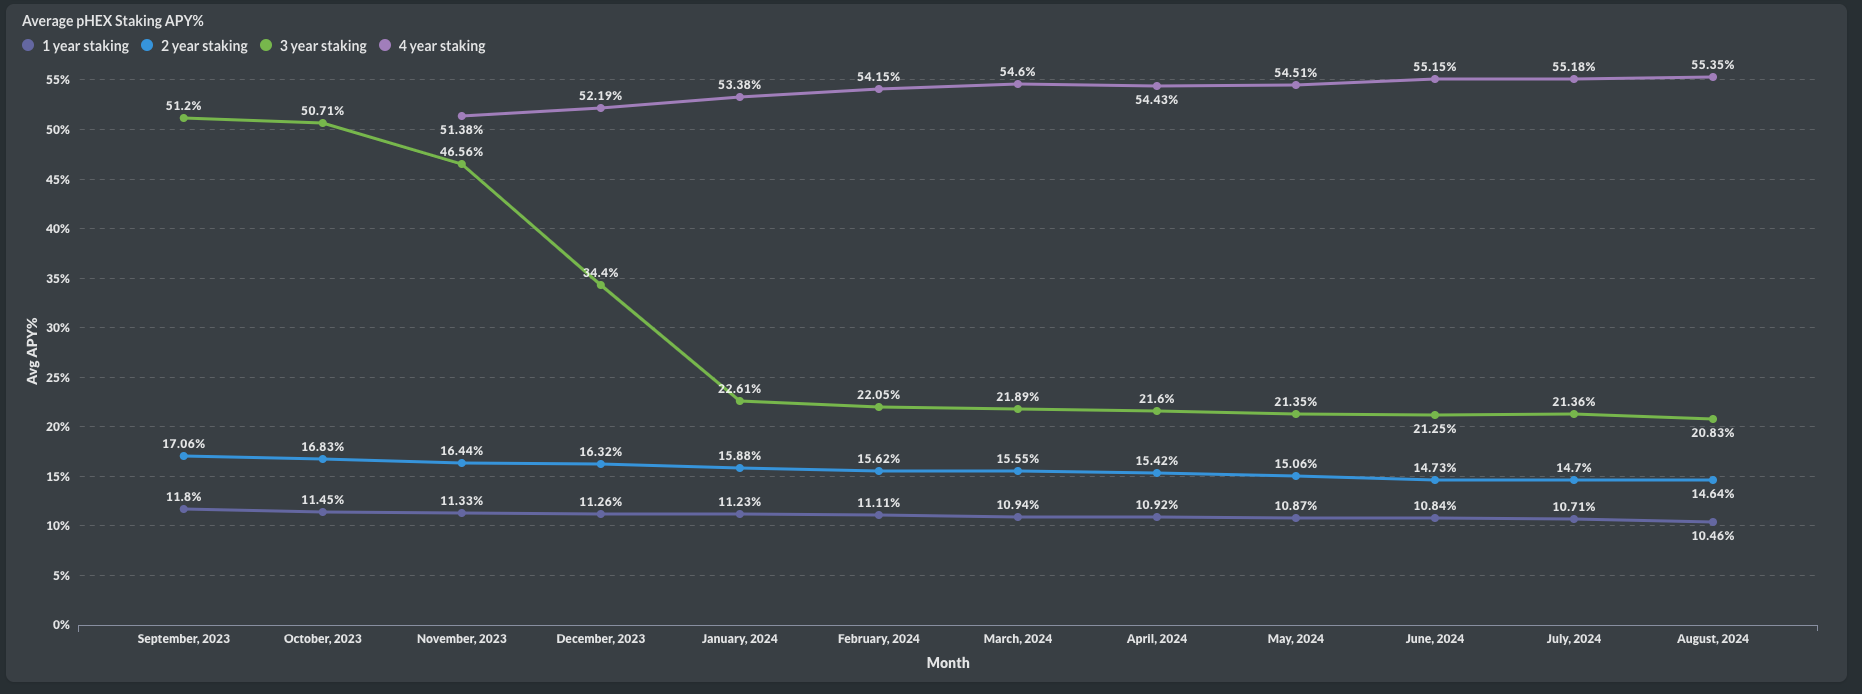 Average pHEX Staking APY%
1 year staking 2 year staking 3 year staking 4 year staking
55%
50%
45%
40%
35%
30%
25%
20%
15%
10%
5%
0%
Avg APY%
51.38% 52.19% 53.38% 54.15% 54.6% 54.43% 54.51% 55.15% 55.18% 55.35%
51.2% 50.71% 46.56% 34.4% 22.61% 22.05% 21.89% 21.6% 21.35% 21.25% 21.36% 20.83%
17.06% 16.83% 16.44% 16.32% 15.88% 15.62% 15.55% 15.42% 15.06% 14.73% 14.7% 14.64%
11.8% 11.45% 11.33% 11.26% 11.23% 11.11% 10.94% 10.92% 10.87% 10.84% 10.71% 10.46%
September, 2023 October, 2023 November, 2023 December, 2023 January, 2024 February, 2024 March, 2024 April, 2024 May, 2024 June, 2024 July, 2024 August, 2024
Month